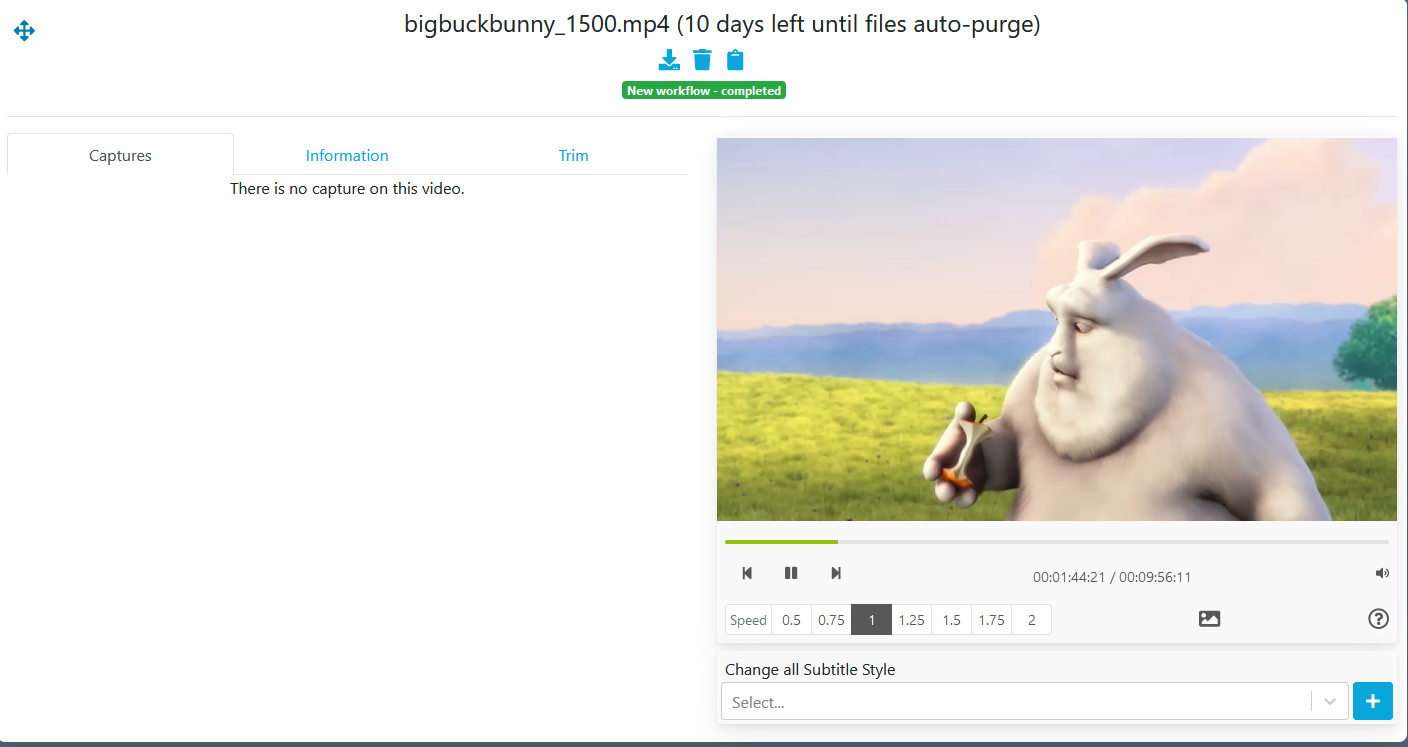 bigbuckbunny_1500.mp4 (10 days left until files auto-purge)
New workflow - completed
Captures
Information
Trim
There is no capture on this video.
00:01:44:21 / 00:09:56:11
Speed 0.5 0.75 1 1.25 1.5 1.75 2
Change all Subtitle Style
Select...